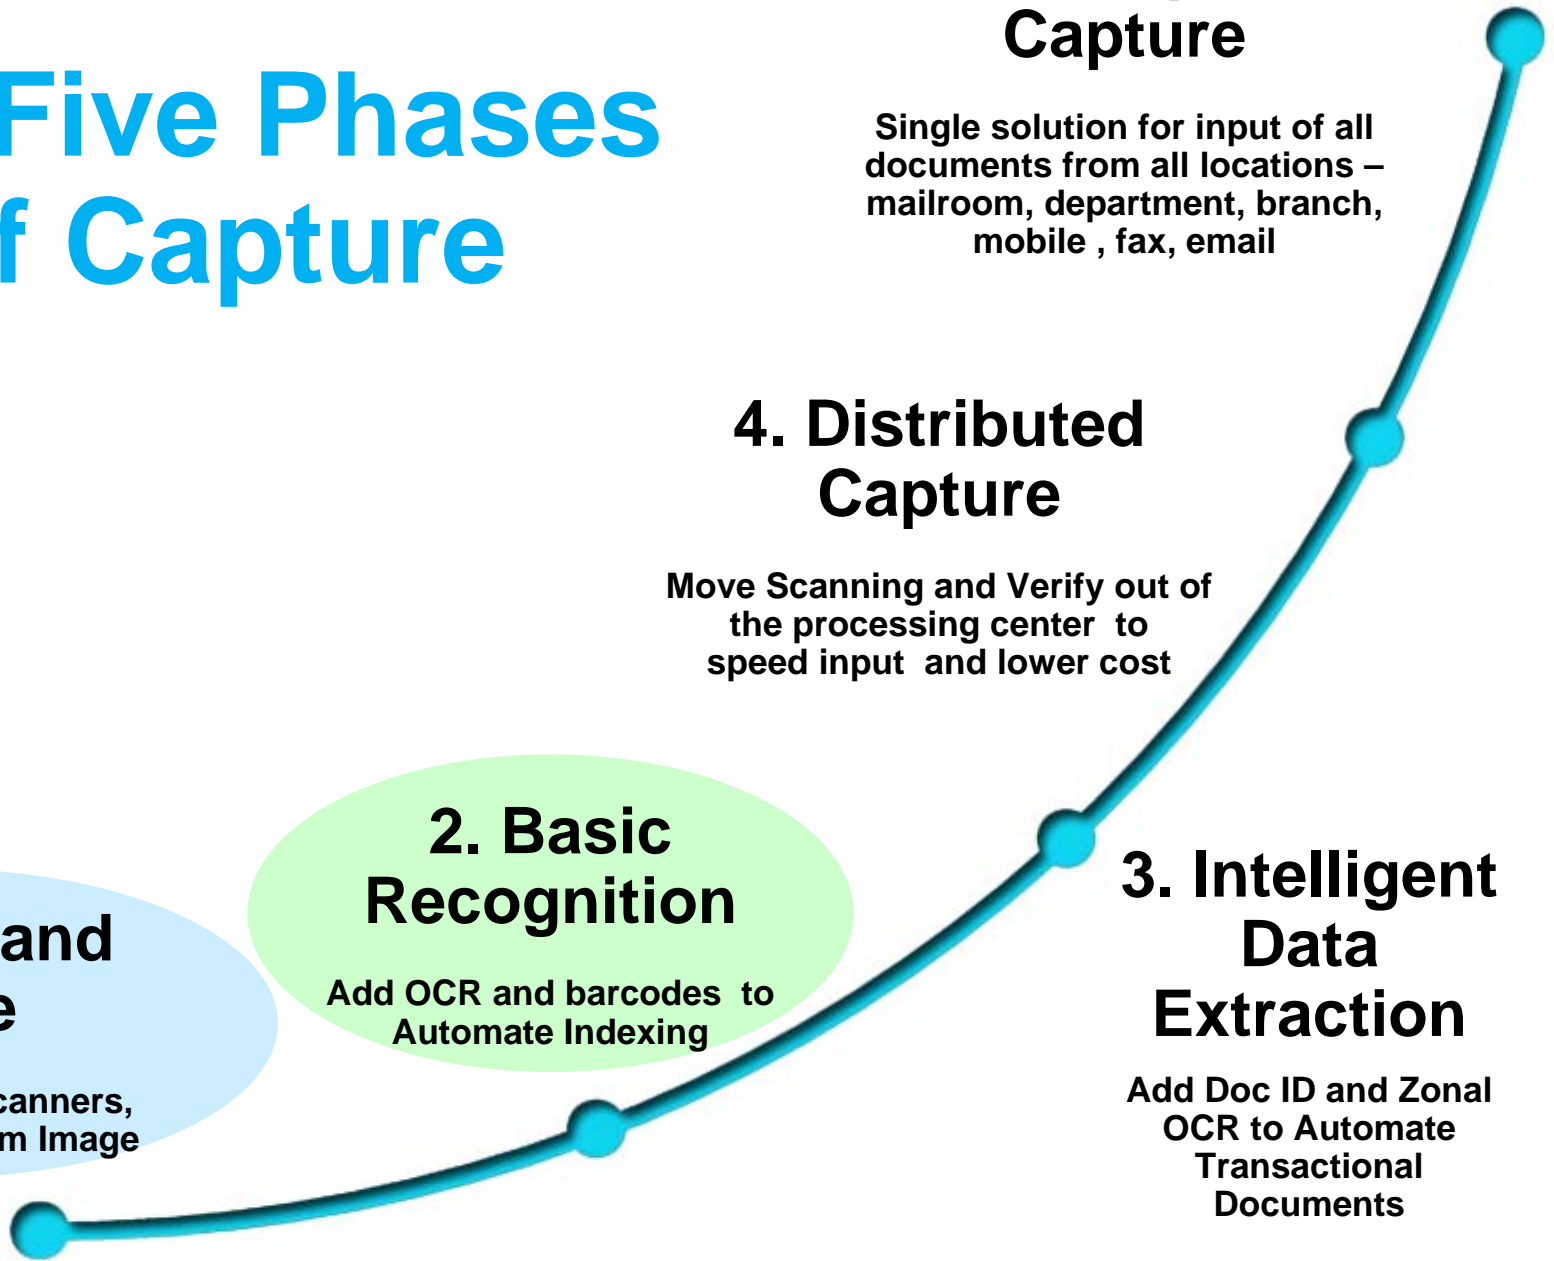 Five Phases
f Capture
Capture
Single solution for input of all
documents from all locations –
mailroom, department, branch,
mobile , fax, email
4. Distributed
Capture
Move Scanning and Verify out of
the processing center  to
speed input  and lower cost
2. Basic
Recognition
Add OCR and barcodes  to
Automate Indexing
and
e
canners,
m Image
3. Intelligent
Data
Extraction
Add Doc ID and Zonal
OCR to Automate
Transactional
Documents